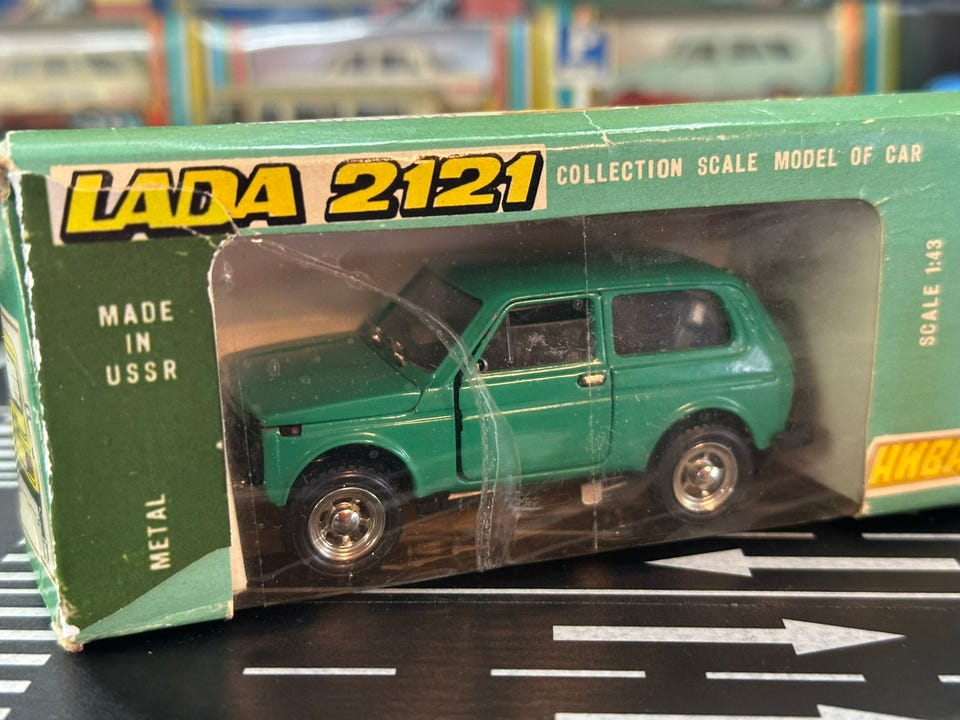 LADA 2121
COLLECTION SCALE MODEL OF CAR
MADE
IN
USSR
METAL
SCALE 1:43
НИВА